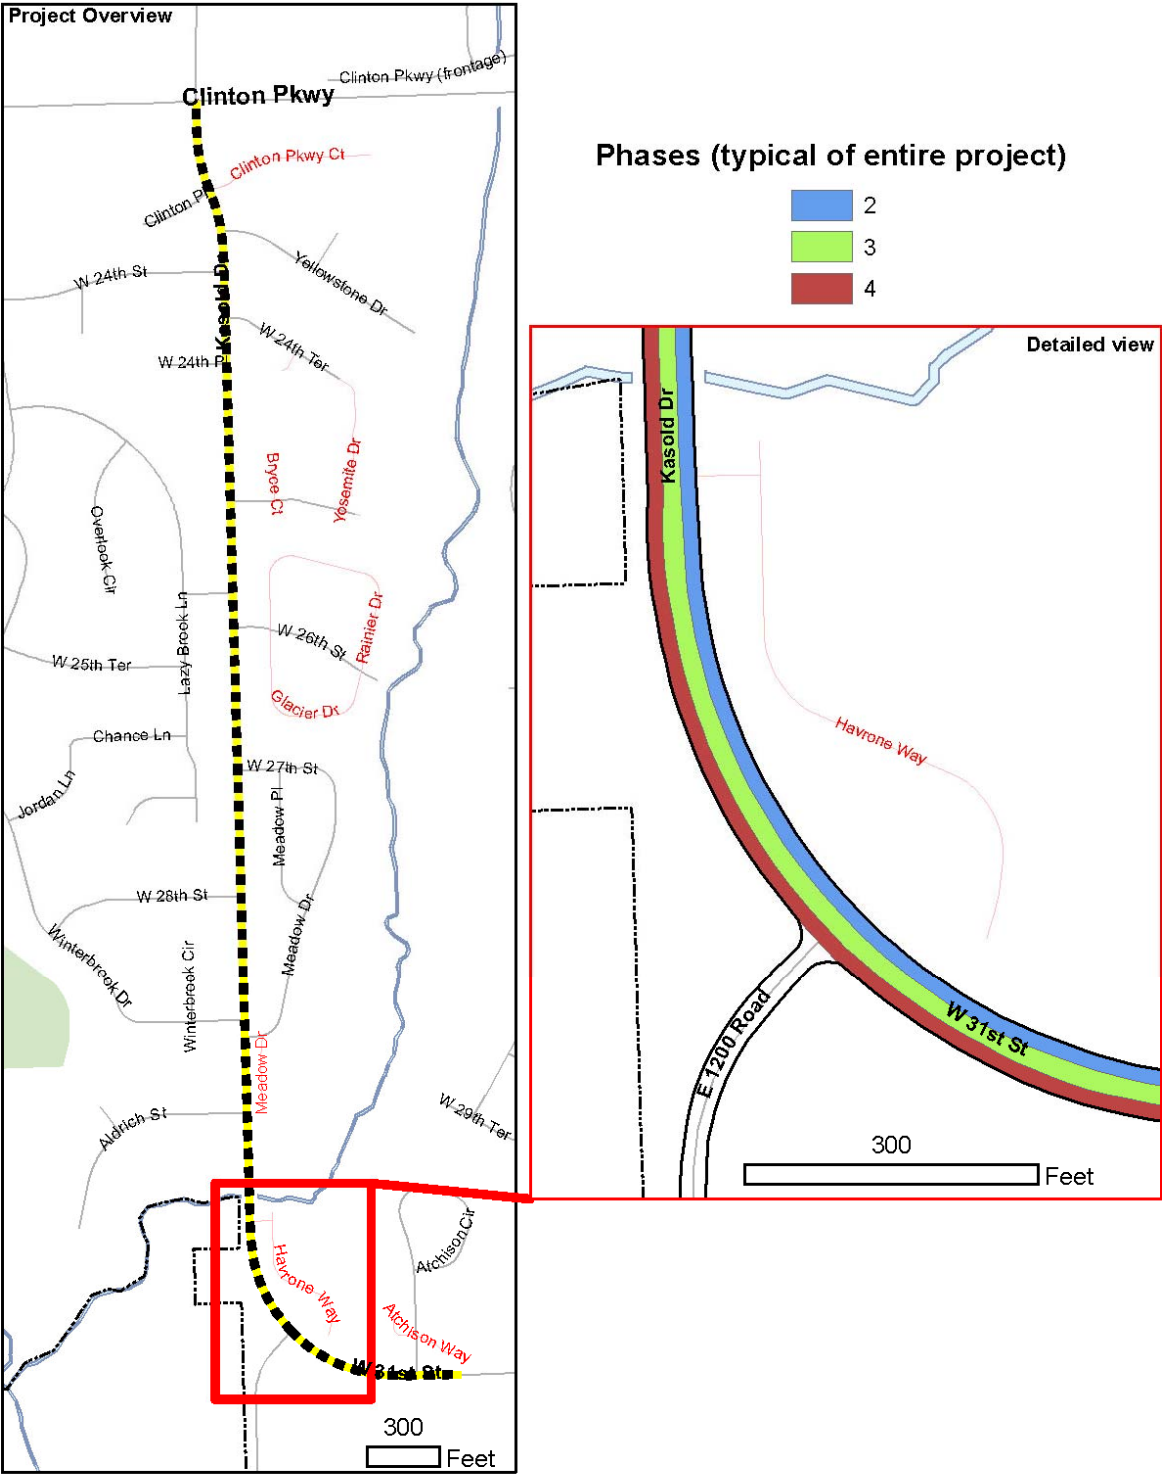 Project Overview
Clinton Pkwy (frontage)
Clinton Pkwy
Clinton Pkwy Ct
Clinton Pl
W 24th St
Yellowstone Dr
Kasold Dr
W 24th Ter
W 24th Pl
Bryce Ct
Yosemite Dr
Overlook Cir
Lazy Brook Ln
W 26th St
Rainier Dr
W 25th Ter
Glacier Dr
Chance Ln
W 27th St
Jordan Ln
Meadow Pl
W 28th St
Meadow Dr
Winterbrook Dr
Winterbrook Cir
Meadow Dr
Aldrich St
W 29th Ter
Havrone Way
Atchison Cir
Atchison Way
W 31st St
300
Feet
Phases (typical of entire project)
2
3
4
Detailed view
Kasold Dr
Havrone Way
W 31st St
E 1200 Road
300
Feet